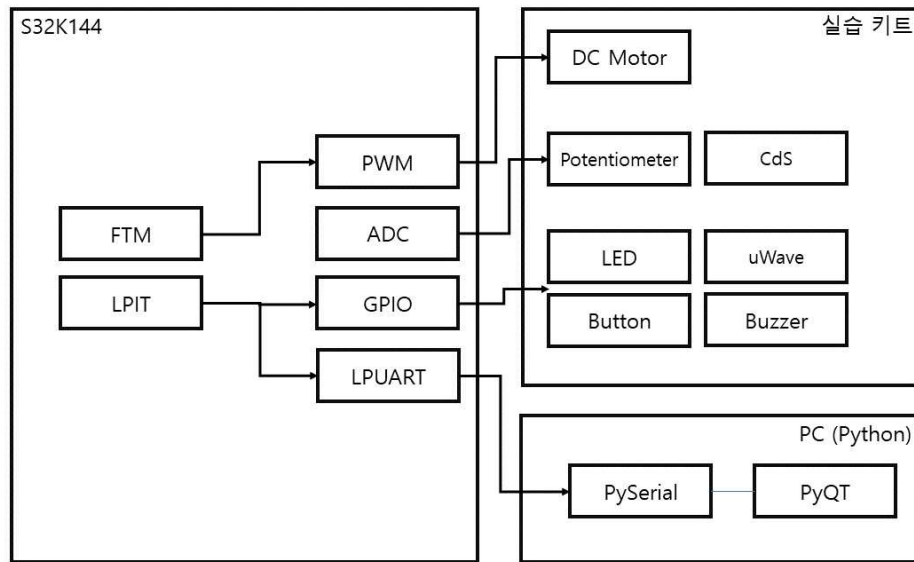 S32K144
실습 키트
DC Motor
PWM
Potentiometer
CdS
FTM
ADC
LED
uWave
LPIT
GPIO
Button
Buzzer
LPUART
PC (Python)
PySerial
PyQT